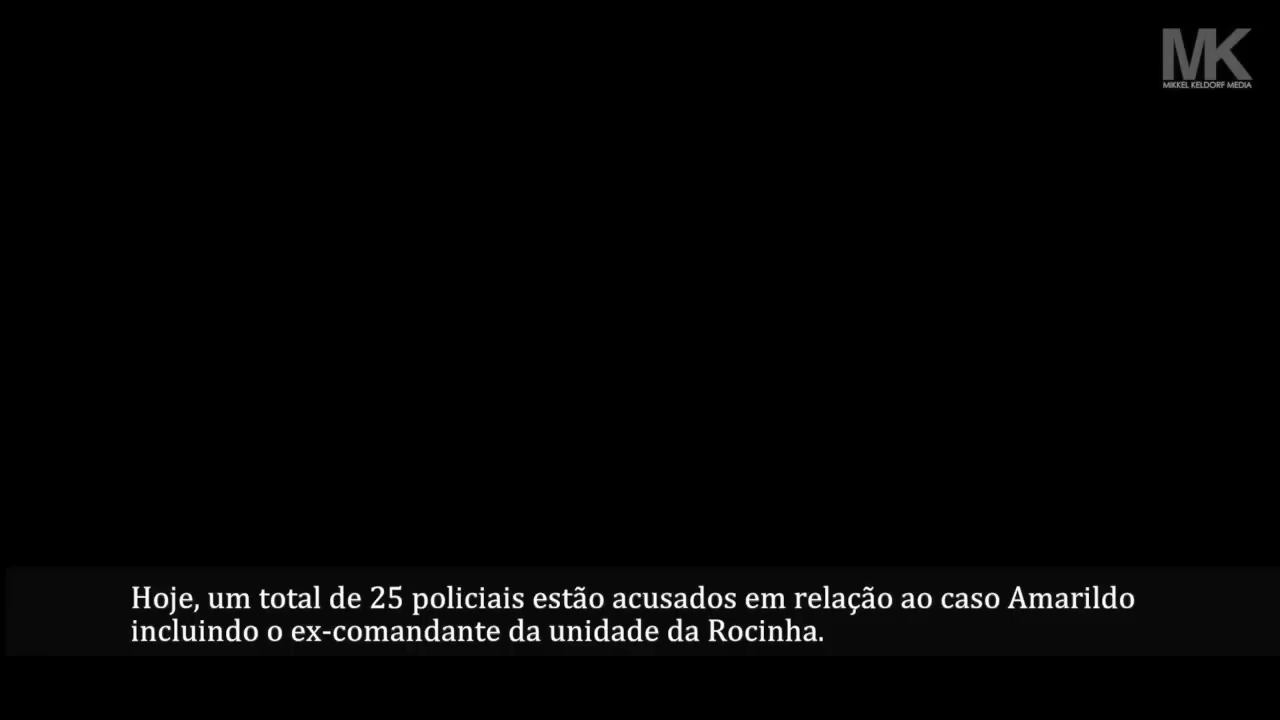 MK
MIKKEL KELDORF MEDIA
Hoje, um total de 25 policiais estão acusados em relação ao caso Amarildo
incluindo o ex-comandante da unidade da Rocinha.